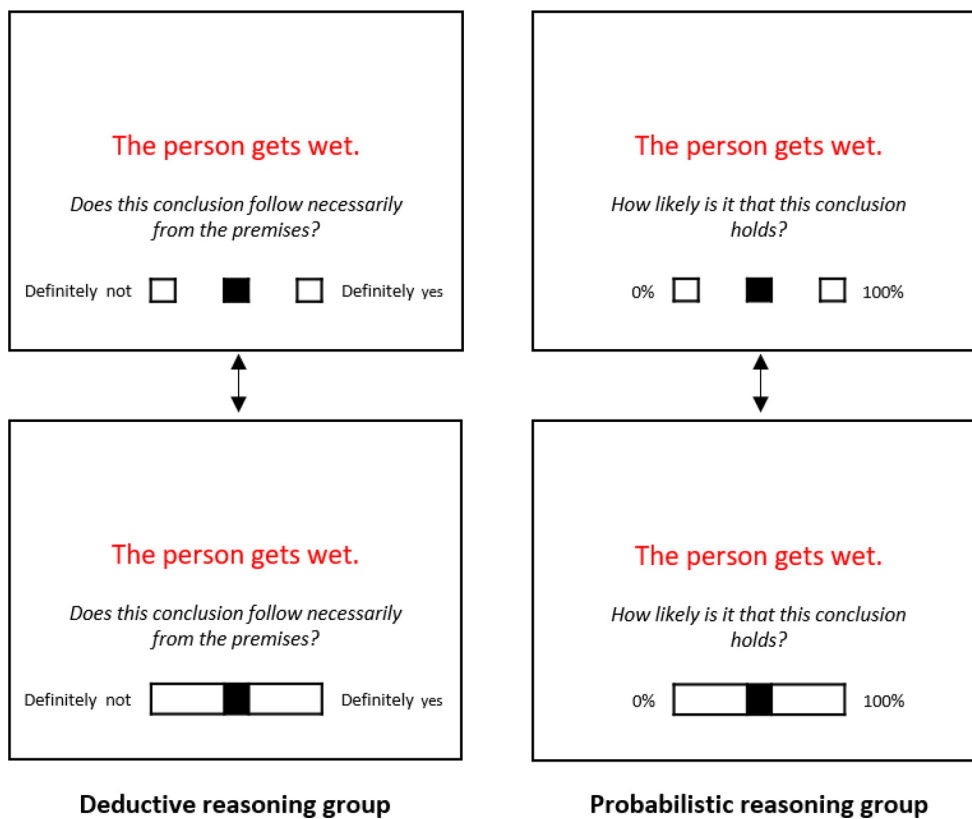 The person gets wet.
Does this conclusion follow necessarily
from the premises?
Definitely not
Definitely yes
The person gets wet.
How likely is it that this conclusion
holds?
0%
100%
The person gets wet.
Does this conclusion follow necessarily
from the premises?
Definitely not
Definitely yes
The person gets wet.
How likely is it that this conclusion
holds?
0%
100%
Deductive reasoning group
Probabilistic reasoning group